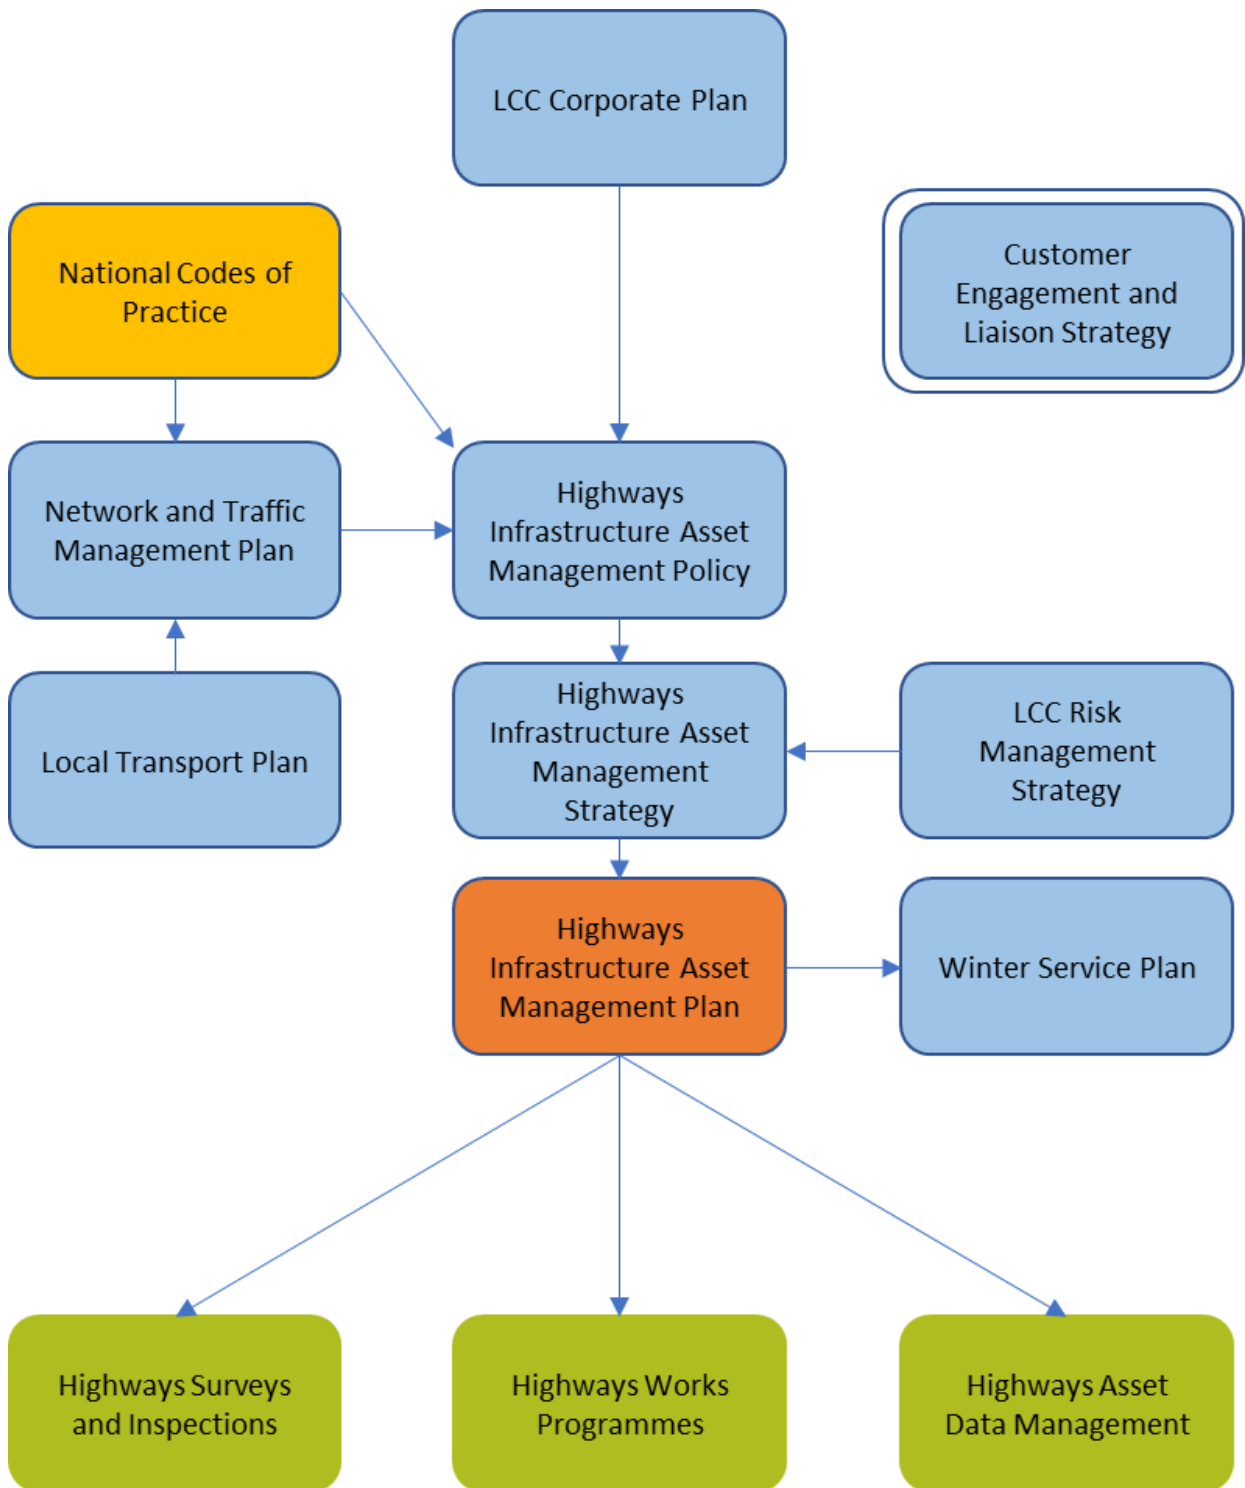 LCC Corporate Plan
National Codes of
Practice
Customer
Engagement and
Liaison Strategy
Network and Traffic
Management Plan
Highways
Infrastructure Asset
Management Policy
Local Transport Plan
Highways
Infrastructure Asset
Management
Strategy
LCC Risk
Management
Strategy
Highways
Infrastructure Asset
Management Plan
Winter Service Plan
Highways Surveys
and Inspections
Highways Works
Programmes
Highways Asset
Data Management